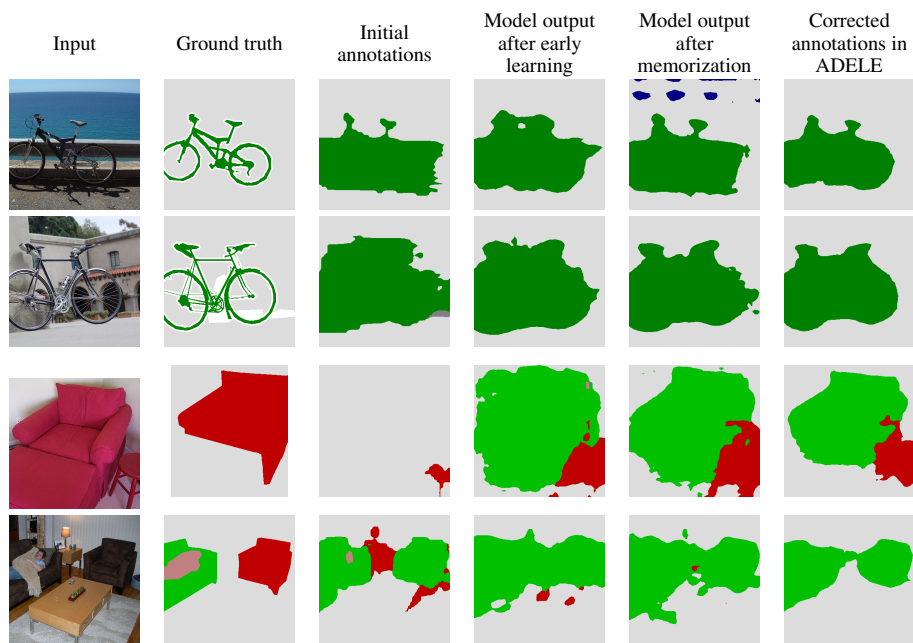 Input
Ground truth
Initial
annotations
Model output
after early
learning
Model output
after
memorization
Corrected
annotations in
ADELE